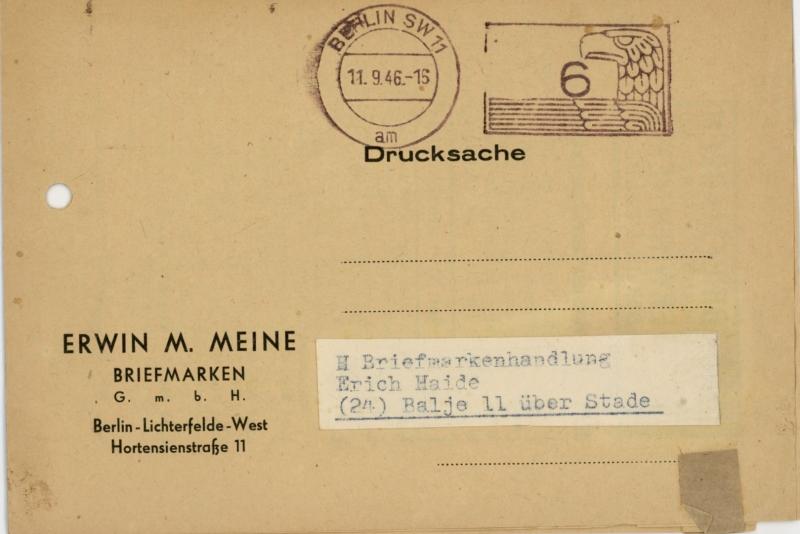 BERLIN SW 11
11.9.46.-16
am
6
Drucksache
ERWIN M. MEINE
BRIEFMARKEN
G. m. b. H.
Berlin-Lichterfelde-West
Hortensienstraße 11
H Briefmarkenhandlung
Erich Haide
(24) Balje 11 über Stade